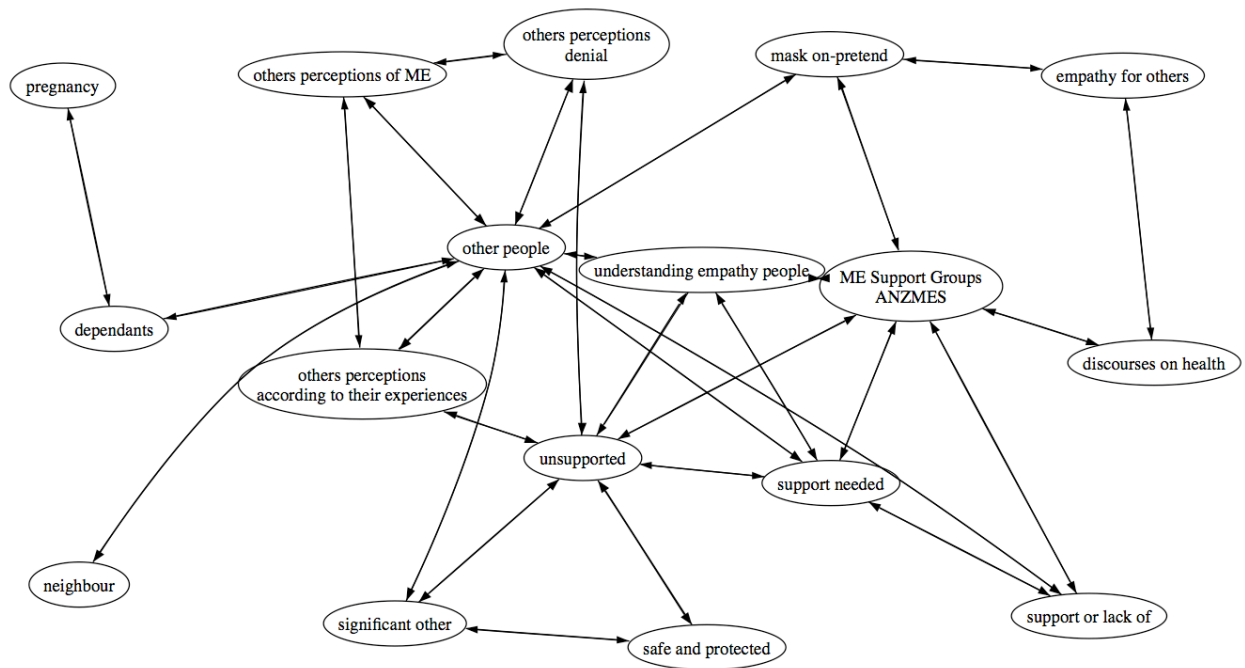 others perceptions
denial
mask on-pretend
others perceptions of ME
empathy for others
pregnancy
other people
understanding empathy people
ME Support Groups
ANZMES
dependants
discourses on health
others perceptions
according to their experiences
unsupported
support needed
neighbour
support or lack of
significant other
safe and protected